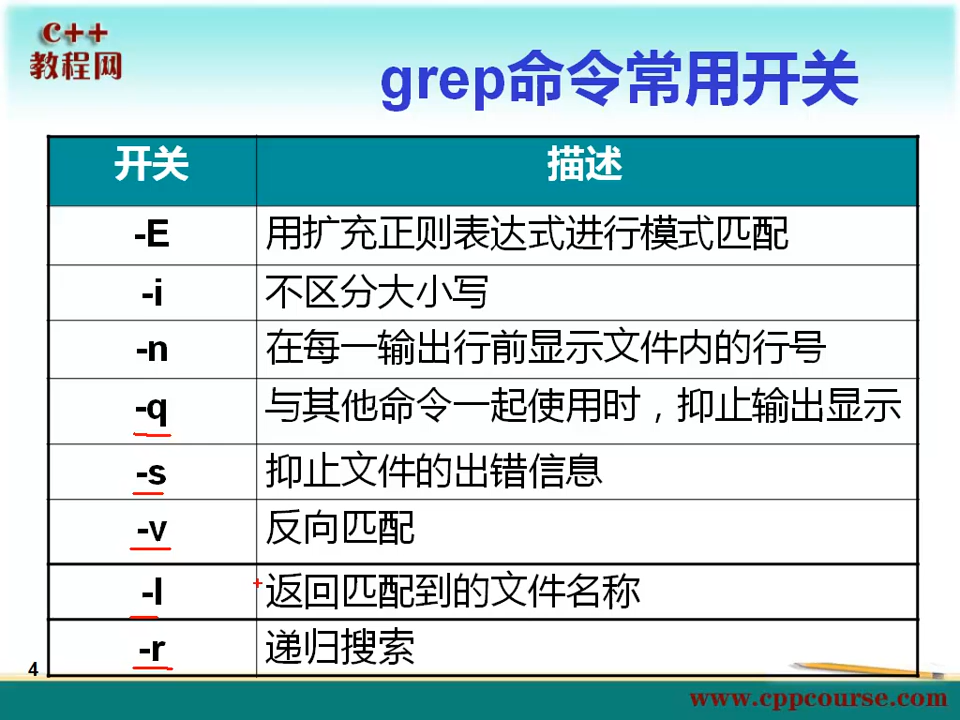 c++
教程网
grep命令常用开关
开关 描述
-E 用扩充正则表达式进行模式匹配
-i 不区分大小写
-n 在每一输出行前显示文件内的行号
-q 与其他命令一起使用时，抑止输出显示
-s 抑止文件的出错信息
-v 反向匹配
-l 返回匹配到的文件名称
-r 递归搜索
4
www.cppcourse.com